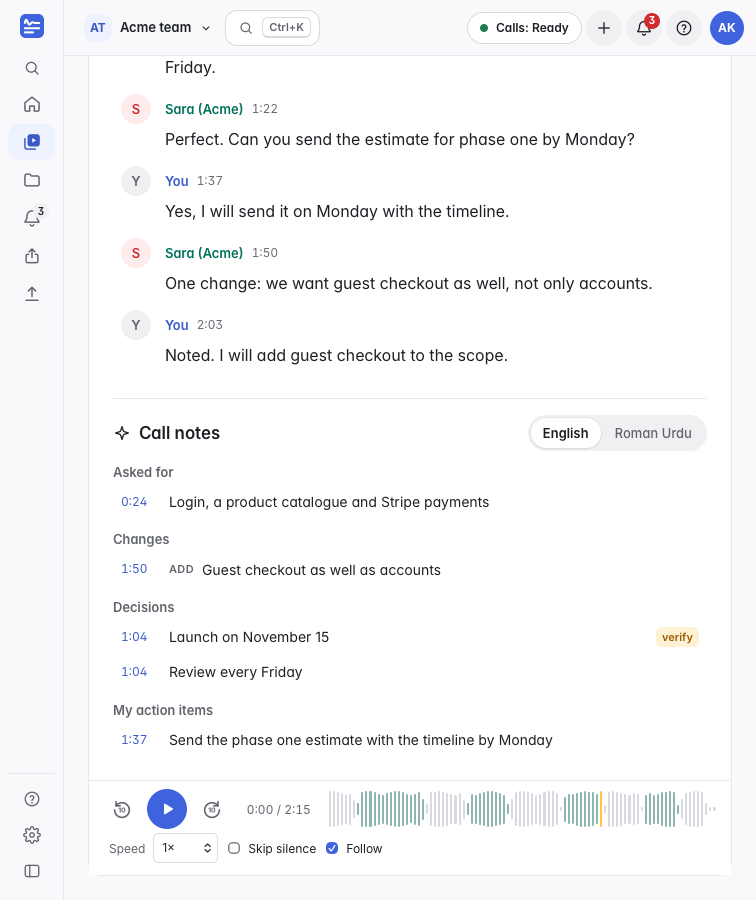 AT Acme team Ctrl+K Calls: Ready 3 AK
Friday.
S Sara (Acme) 1:22
Perfect. Can you send the estimate for phase one by Monday?
Y You 1:37
Yes, I will send it on Monday with the timeline.
3
S Sara (Acme) 1:50
One change: we want guest checkout as well, not only accounts.
Y You 2:03
Noted. I will add guest checkout to the scope.
Call notes English Roman Urdu
Asked for
0:24 Login, a product catalogue and Stripe payments
Changes
1:50 ADD Guest checkout as well as accounts
Decisions
1:04 Launch on November 15 verify
1:04 Review every Friday
My action items
1:37 Send the phase one estimate with the timeline by Monday
10 10 0:00 / 2:15
Speed 1× Skip silence Follow